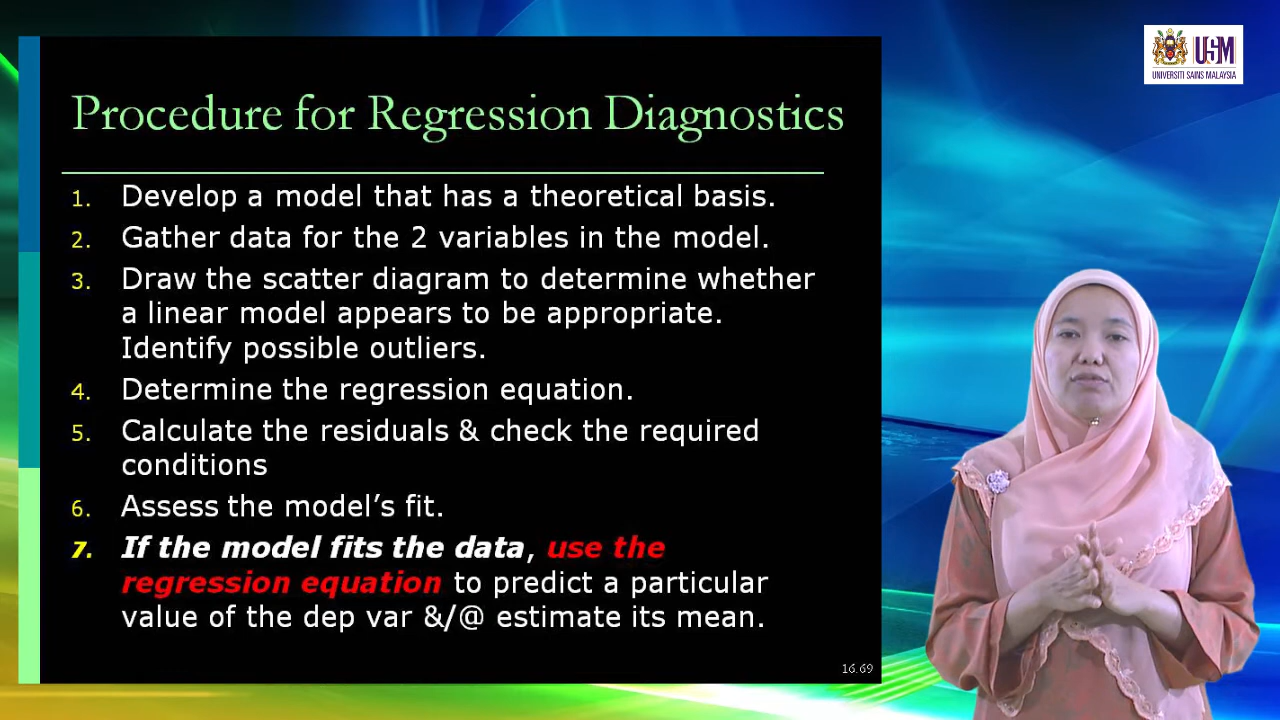 USM
UNIVERSITI SAINS MALAYSIA
Procedure for Regression Diagnostics
1. Develop a model that has a theoretical basis.
2. Gather data for the 2 variables in the model.
3. Draw the scatter diagram to determine whether
a linear model appears to be appropriate.
Identify possible outliers.
4. Determine the regression equation.
5. Calculate the residuals & check the required
conditions
6. Assess the model’s fit.
7. If the model fits the data, use the
regression equation to predict a particular
value of the dep var &/@ estimate its mean.
16.69